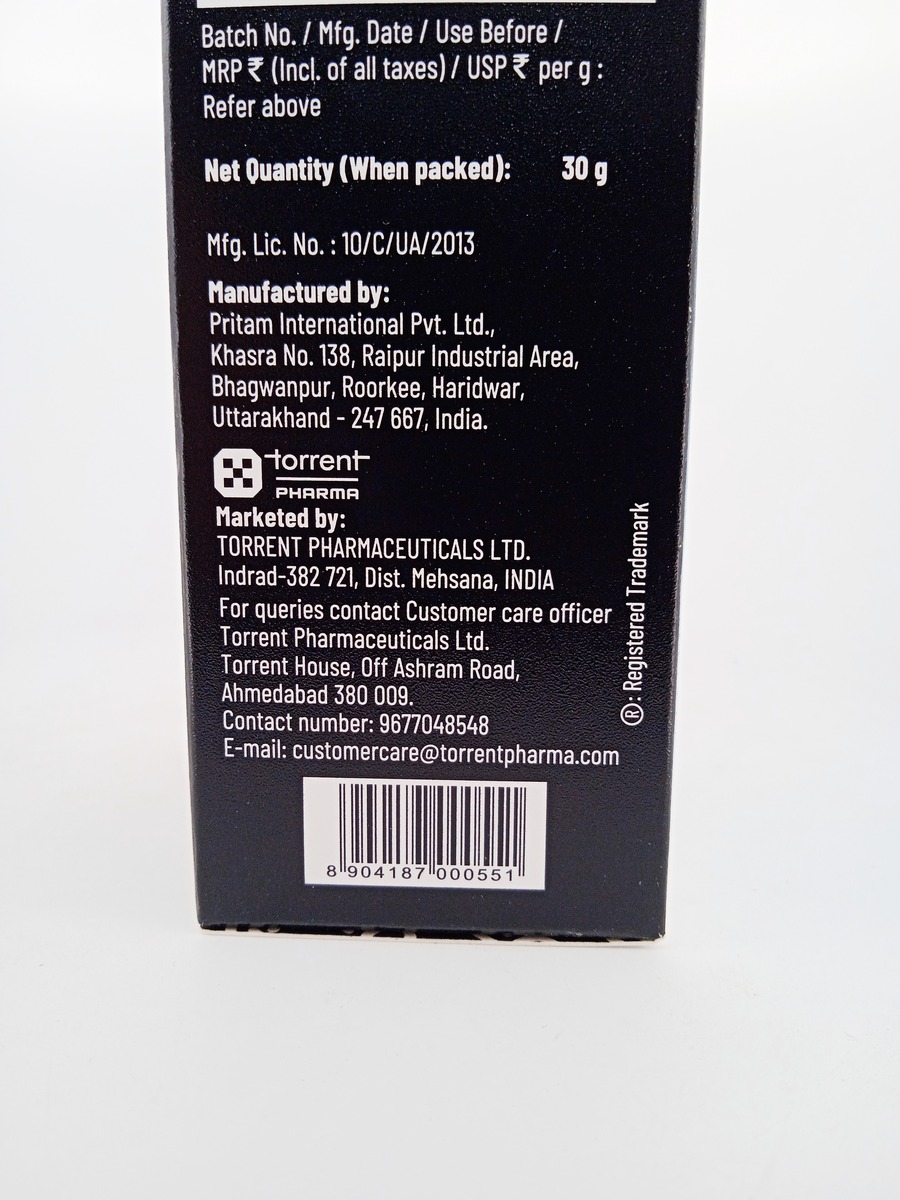 Batch No. / Mfg. Date / Use Before /
MRP ₹ (Incl. of all taxes) / USP ₹ per g :
Refer above
Net Quantity (When packed): 30 g
Mfg. Lic. No. : 10/C/UA/2013
Manufactured by:
Pritam International Pvt. Ltd.,
Khasra No. 138, Raipur Industrial Area,
Bhagwanpur, Roorkee, Haridwar,
Uttarakhand - 247 667, India.
torrent
PHARMA
Marketed by:
TORRENT PHARMACEUTICALS LTD.
Indrad-382 721, Dist. Mehsana, INDIA
For queries contact Customer care officer
Torrent Pharmaceuticals Ltd.
Torrent House, Off Ashram Road,
Ahmedabad 380 009.
Contact number: 9677048548
E-mail: customercare@torrentpharma.com
®: Registered Trademark
8 904187 000551